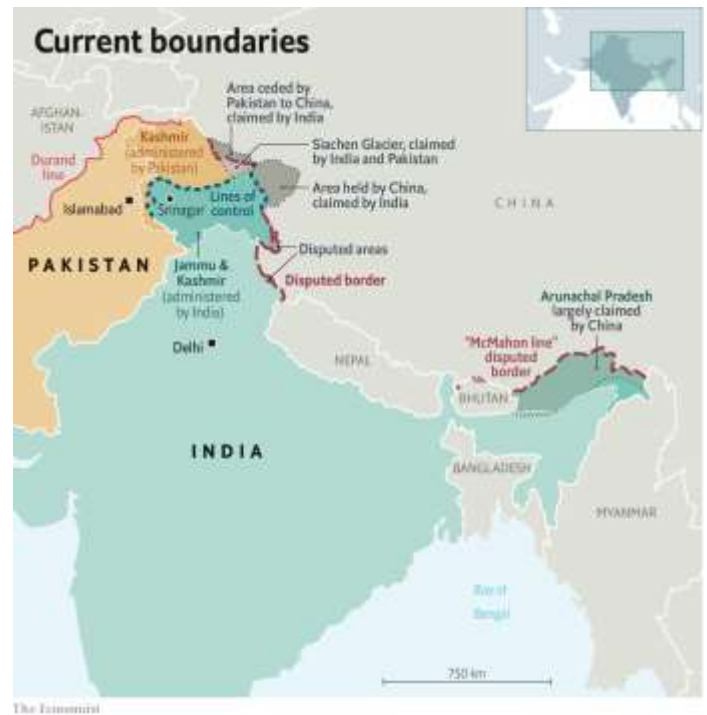 Current boundaries
Area ceded by
Pakistan to China,
claimed by India
AFGHAN-
ISTAN
Kashmir
(administered
by Pakistan)
Siachen Glacier, claimed
by India and Pakistan
Durand
line
Area held by China,
claimed by India
Islamabad
Srinagar
Lines of
control
CHINA
Disputed areas
PAKISTAN
Jammu &
Kashmir
(administered
by India)
Disputed border
Arunachal Pradesh
largely claimed
by China
"McMahon line"
disputed
border
Delhi
NEPAL
BHUTAN
INDIA
BANGLADESH
MYANMAR
Bay of
Bengal
750 km
The Economist